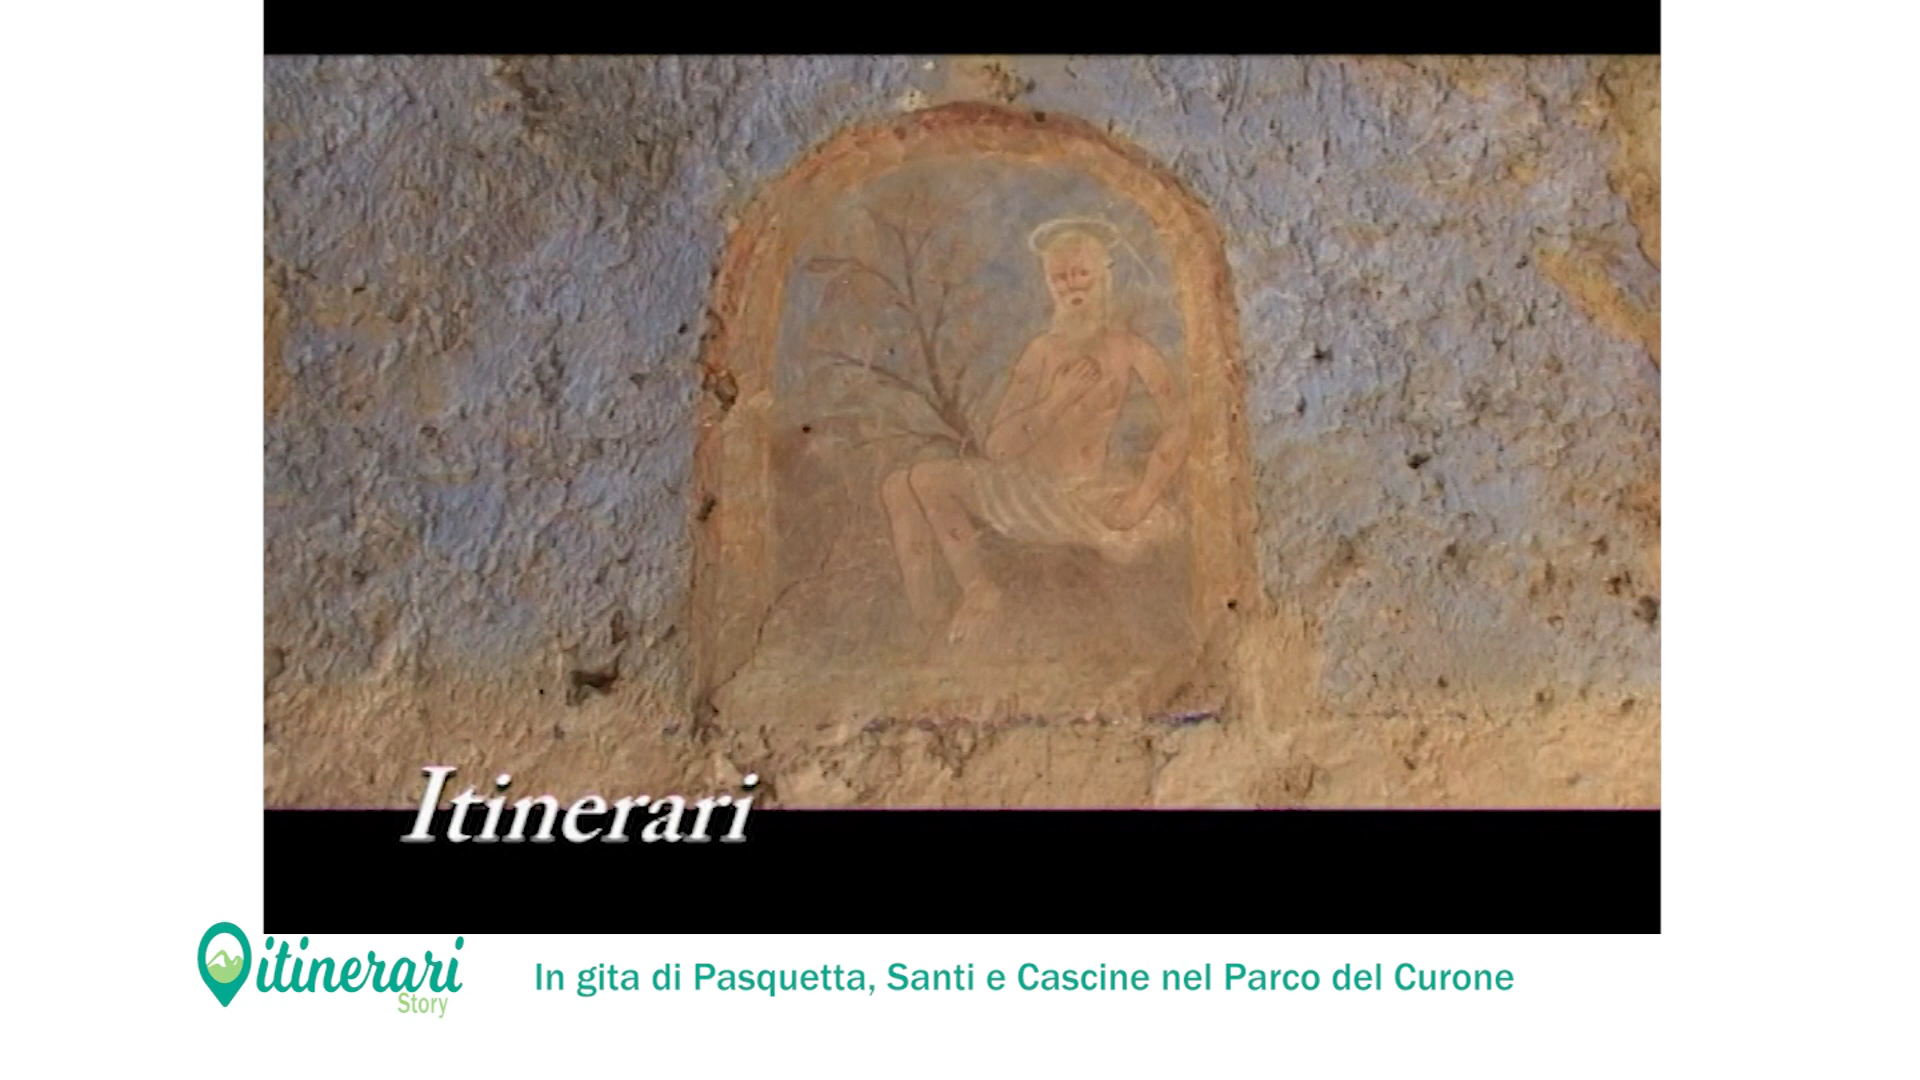 Itinerari
itinerari
Story
In gita di Pasquetta, Santi e Cascine nel Parco del Curone